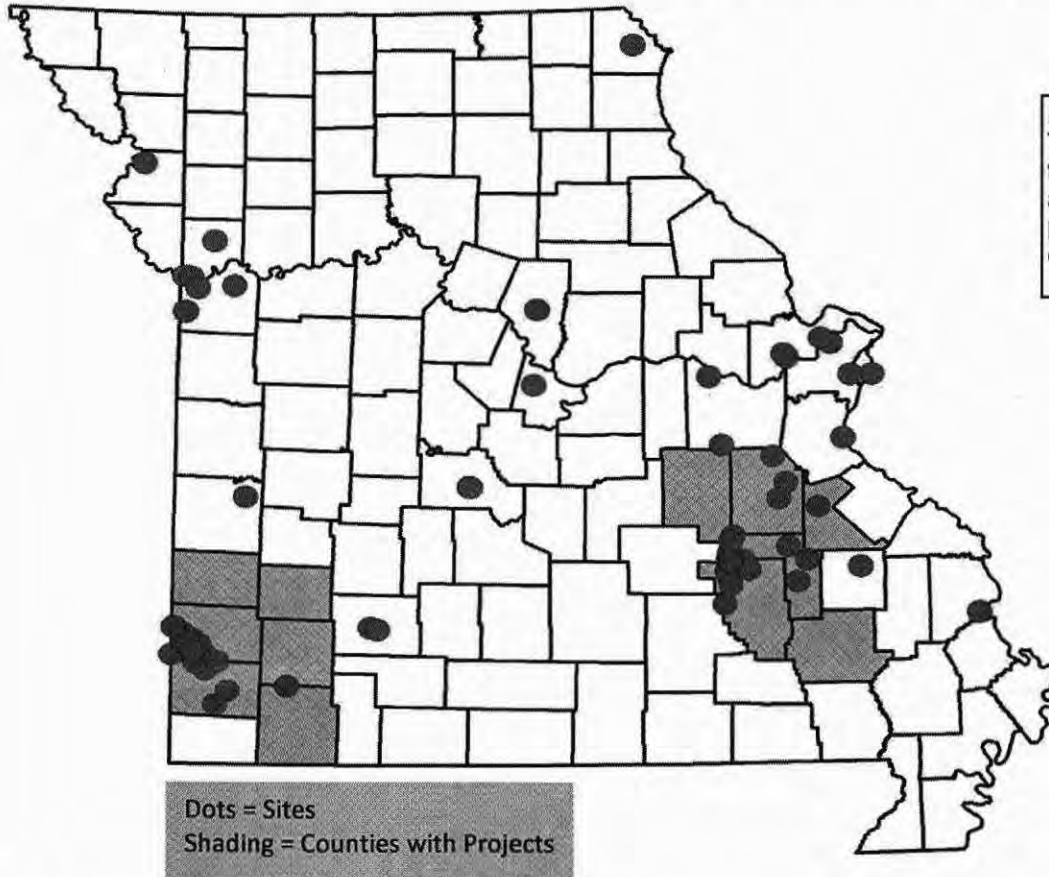 Dots = Sites
Shading = Counties with Projects